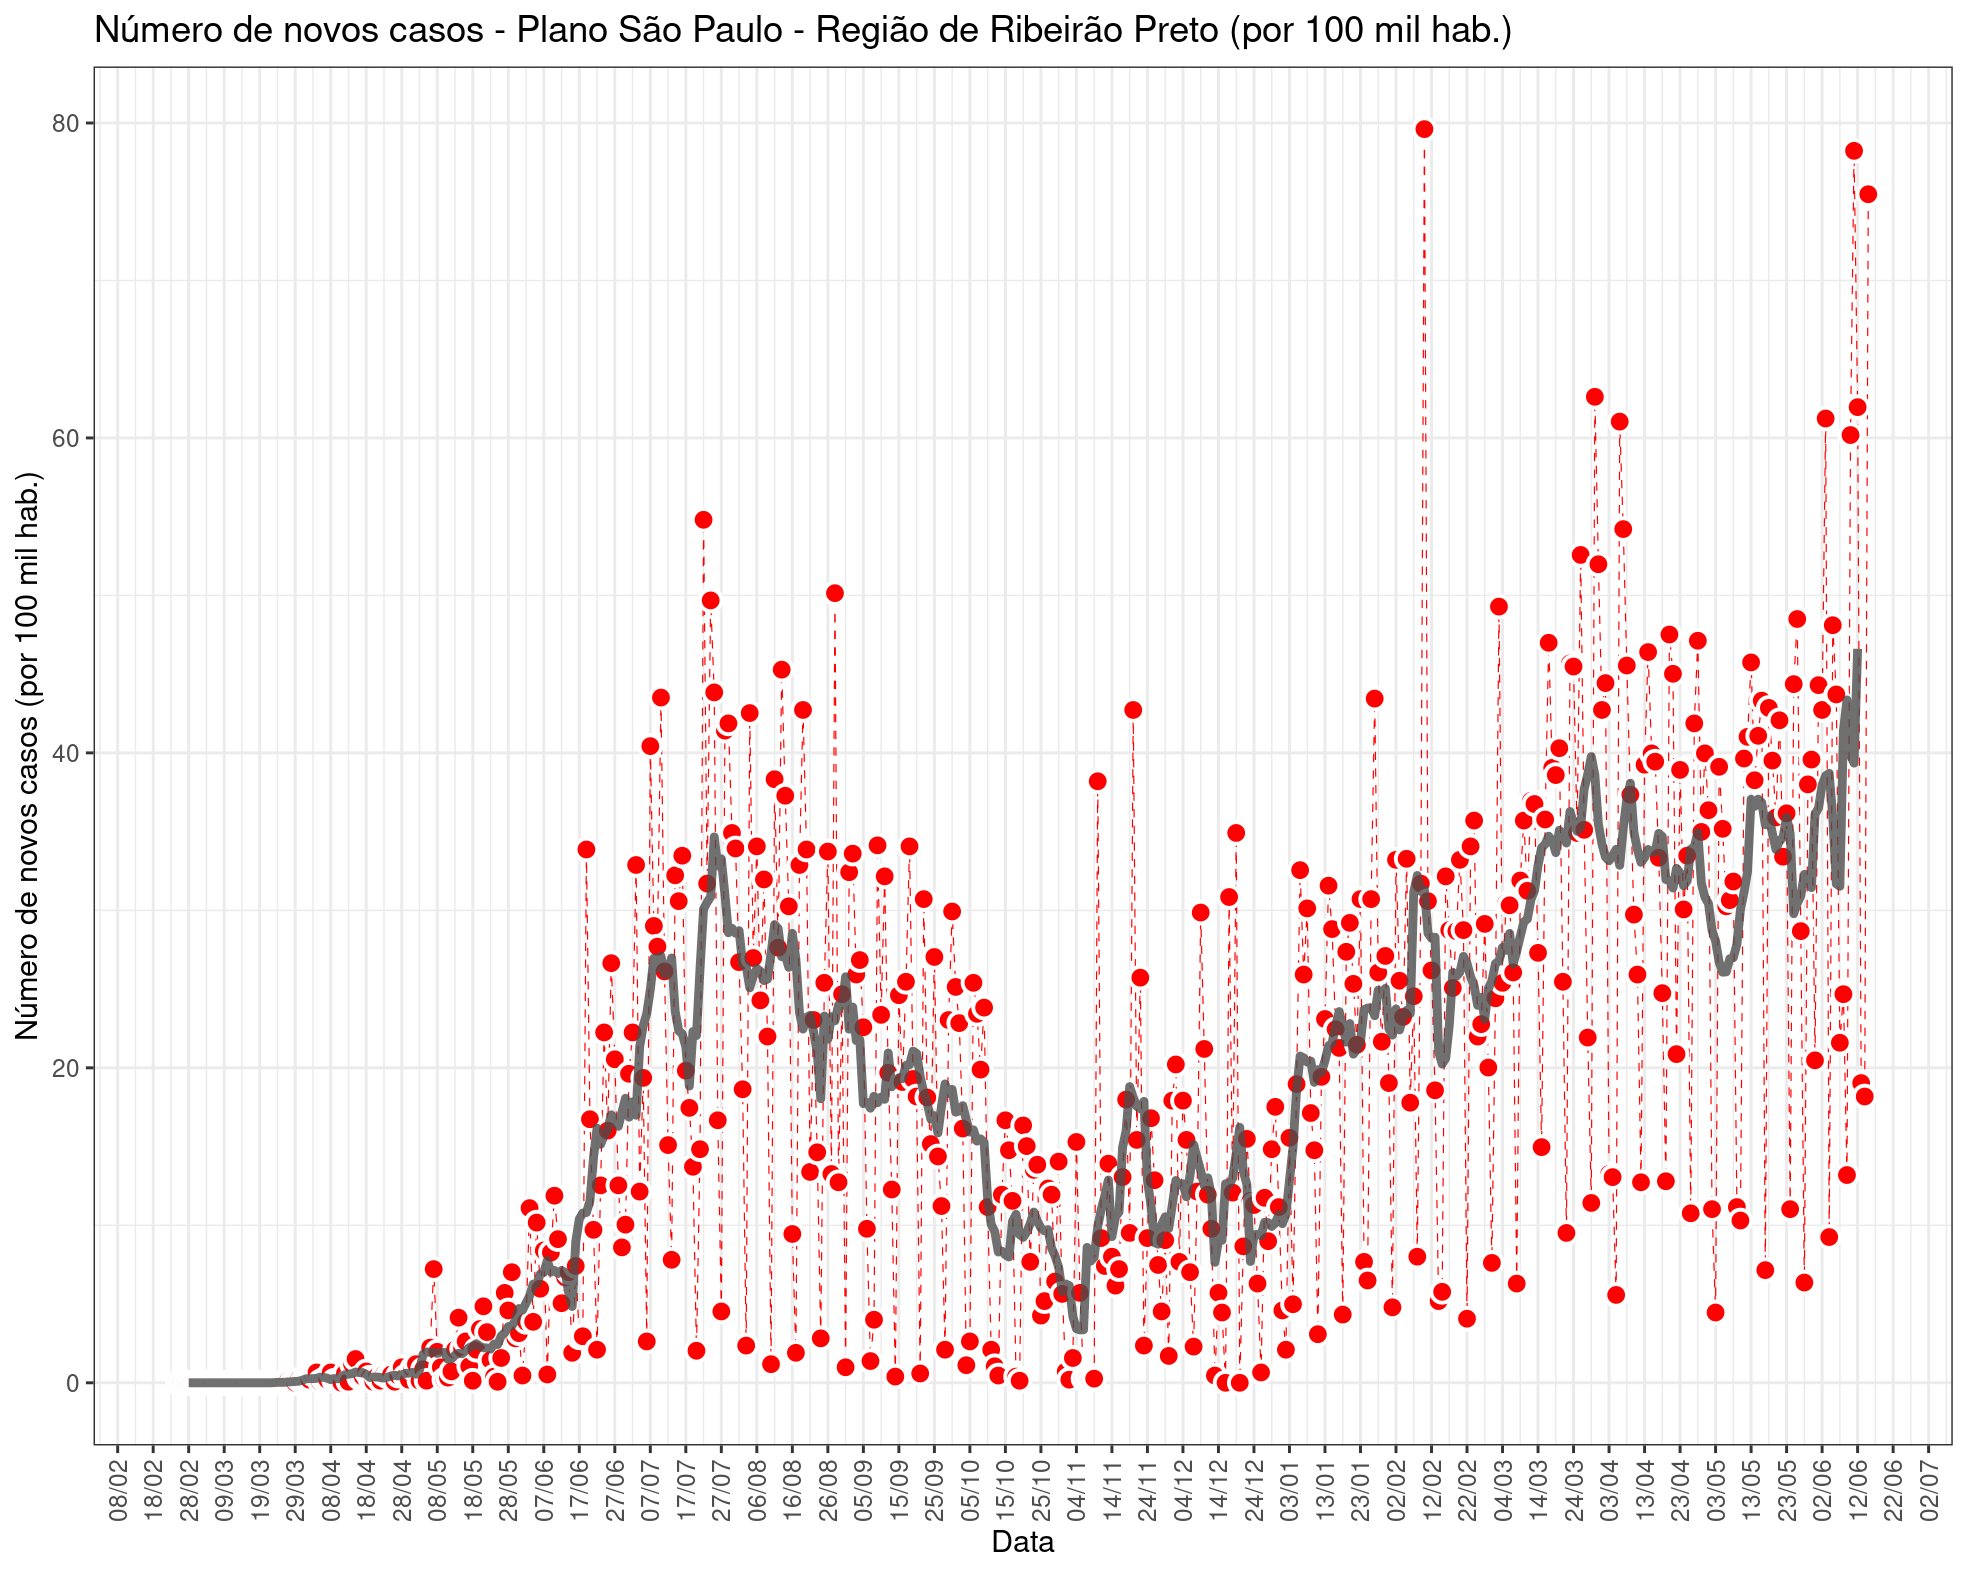 Número de novos casos - Plano São Paulo - Região de Ribeirão Preto (por 100 mil hab.)
Número de novos casos (por 100 mil hab.)
80
60
40
20
0
08/02 18/02 28/02 09/03 19/03 29/03 08/04 18/04 28/04 08/05 18/05 28/05 07/06 17/06 27/06 07/07 17/07 27/07 06/08 16/08 26/08 05/09 15/09 25/09 05/10 15/10 25/10 04/11 14/11 24/11 04/12 14/12 24/12 03/01 13/01 23/01 02/02 12/02 22/02 04/03 14/03 24/03 03/04 13/04 23/04 03/05 13/05 23/05 02/06 12/06 22/06 02/07
Data